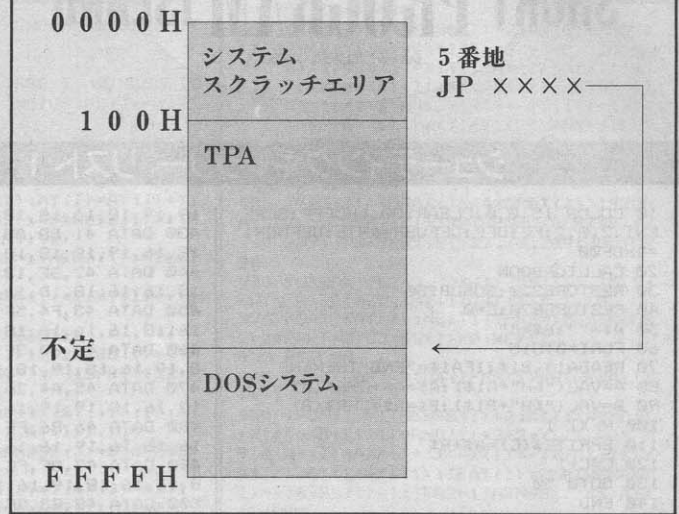 0000H
システム
スクラッチエリア
5番地
JP ××××
100H
TPA
不定
DOSシステム
FFFFH